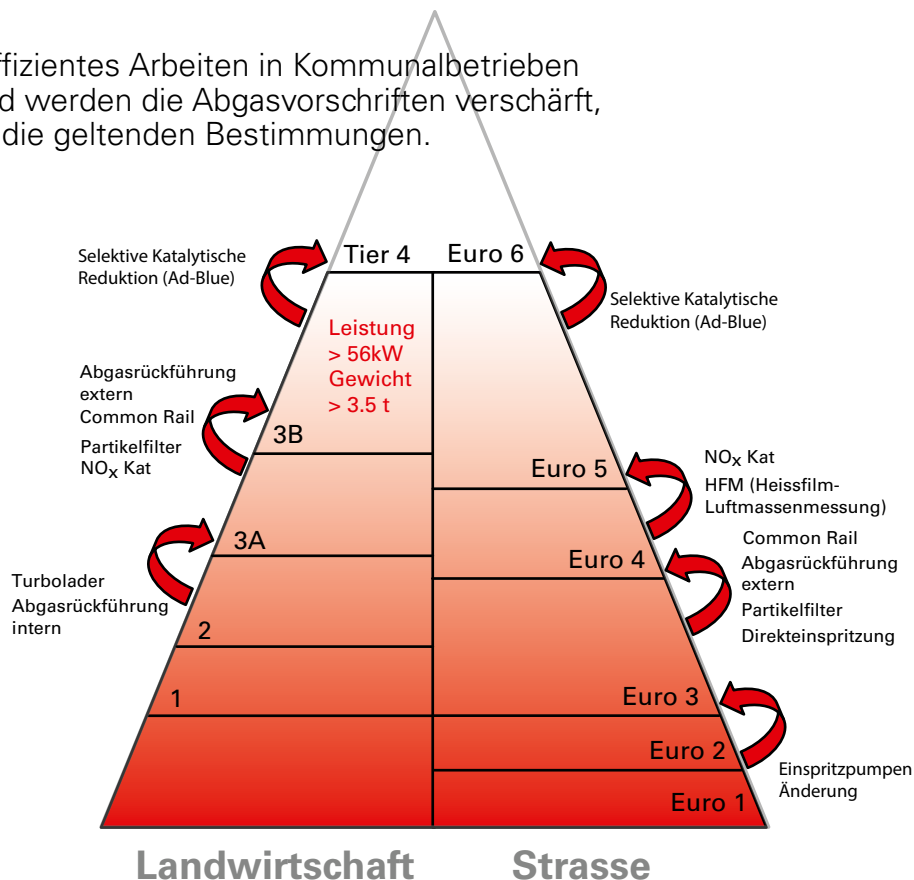 ffizientes Arbeiten in Kommunalbetrieben
d werden die Abgasvorschriften verschärft,
die geltenden Bestimmungen.
Selektive Katalytische
Reduktion (Ad-Blue)
Tier 4
Euro 6
Selektive Katalytische
Reduktion (Ad-Blue)
Leistung
> 56kW
Gewicht
> 3.5 t
Abgasrückführung
extern
Common Rail
Partikelfilter
NOx Kat
3B
Euro 5
NOx Kat
HFM (Heissfilm-
Luftmassenmessung)
3A
Euro 4
Common Rail
Abgasrückführung
extern
Partikelfilter
Direkteinspritzung
Turbolader
Abgasrückführung
intern
2
1
Euro 3
Euro 2
Einspritzpumpen
Änderung
Euro 1
Landwirtschaft
Strasse